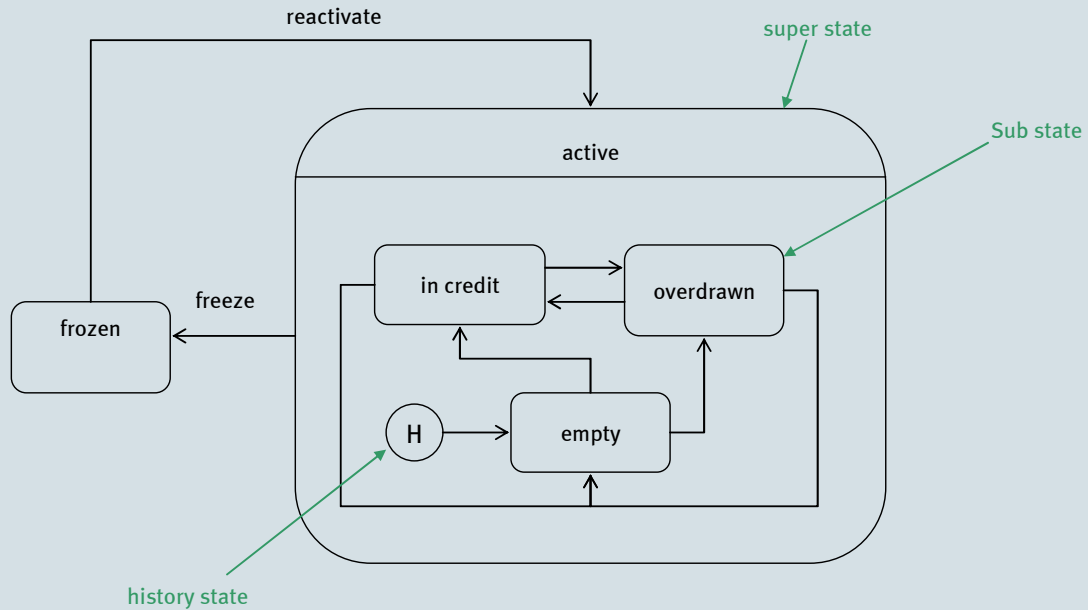 reactivate
super state
Sub state
active
in credit
overdrawn
freeze
frozen
H
empty
history state